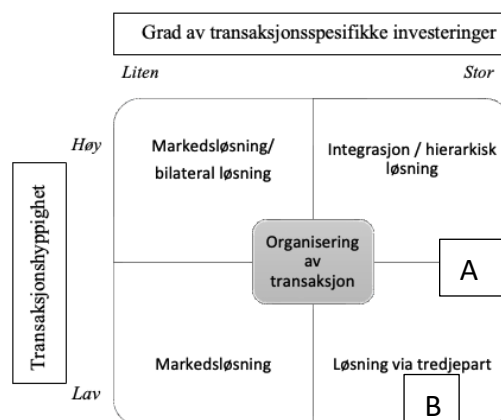 Grad av transaksjonsspesifikke investeringer
Liten Stor
Høy
Markedsløsning/
bilateral løsning
Integrasjon / hierarkisk
løsning
Transaksjonshyppighet
Organisering
av
transaksjon
A
Markedsløsning
Løsning via tredjepart
Lav
B